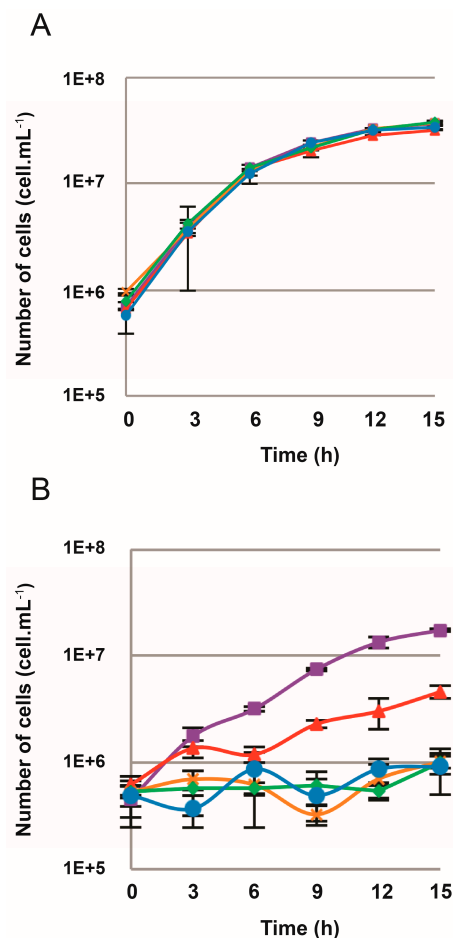 A
Number of cells (cell.mL⁻¹)
1E+8
1E+7
1E+6
1E+5
0 3 6 9 12 15
Time (h)
B
Number of cells (cell.mL⁻¹)
1E+8
1E+7
1E+6
1E+5
0 3 6 9 12 15
Time (h)